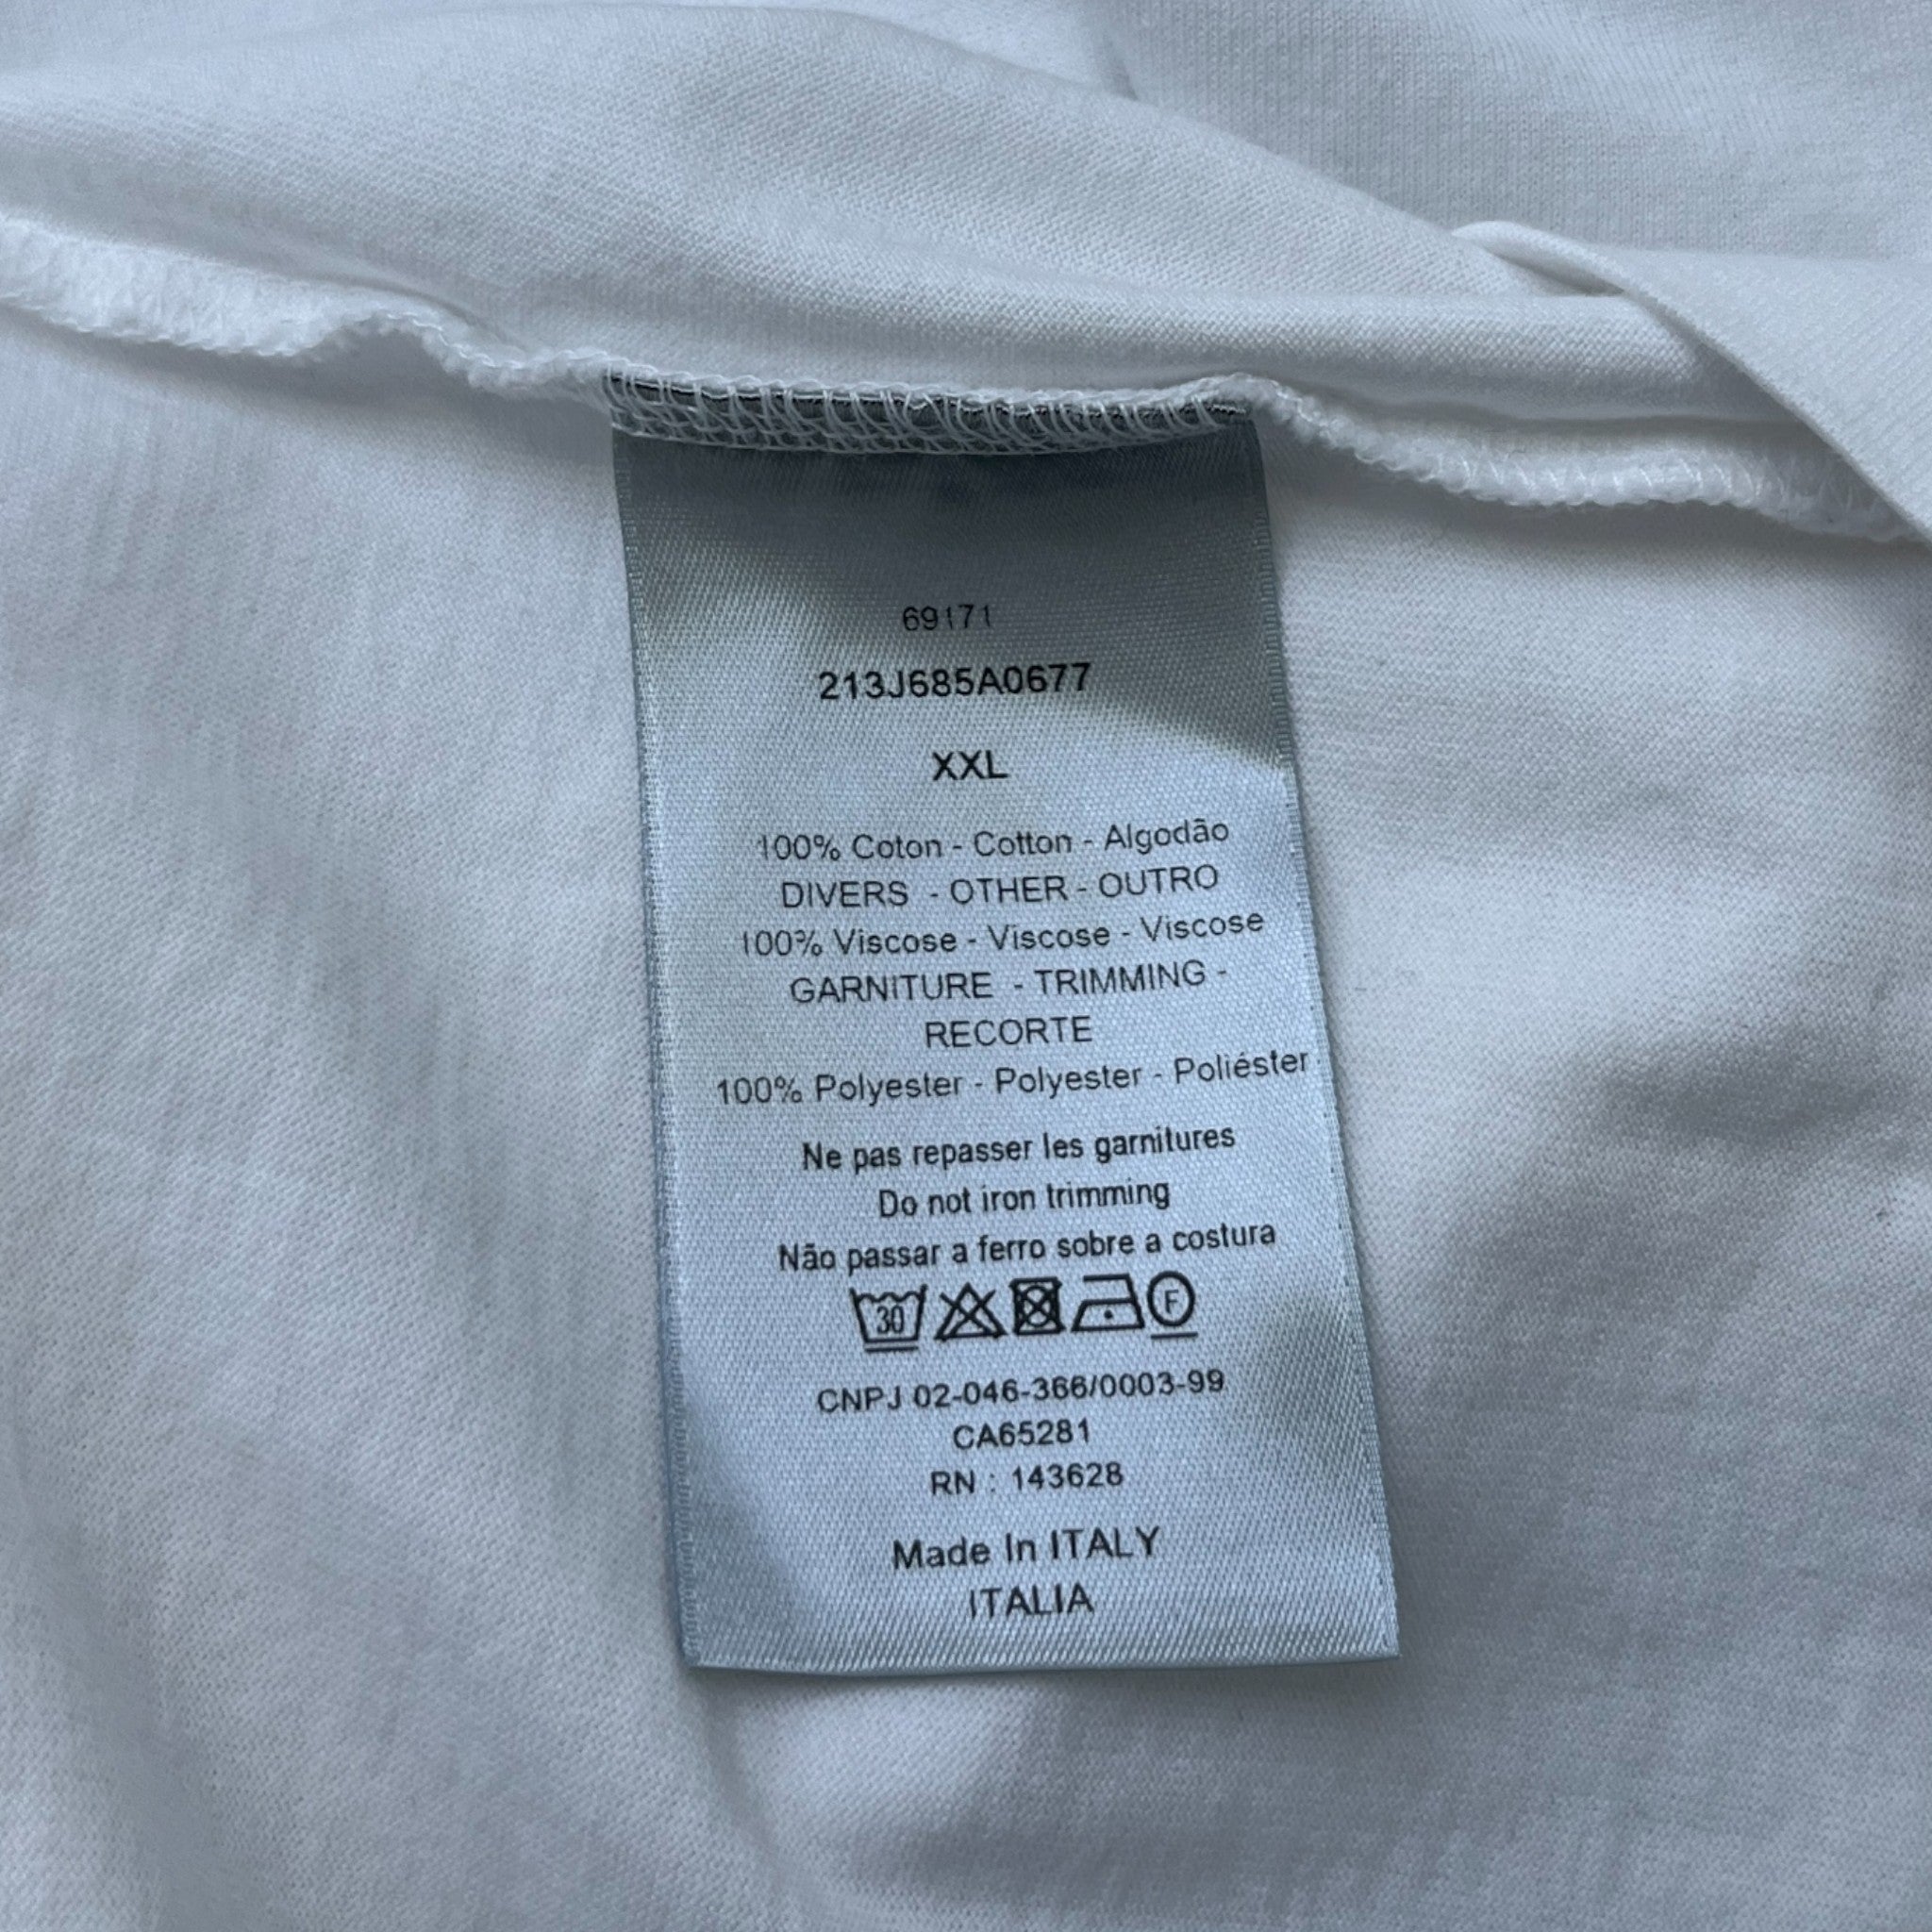 69171
213J685A0677
XXL
100% Coton - Cotton - Algodão
DIVERS - OTHER - OUTRO
100% Viscose - Viscose - Viscose
GARNITURE - TRIMMING -
RECORTE
100% Polyester - Polyester - Poliéster
Ne pas repasser les garnitures
Do not iron trimming
Não passar a ferro sobre a costura
30 F
CNPJ 02-046-366/0003-99
CA65281
RN : 143628
Made In ITALY
ITALIA